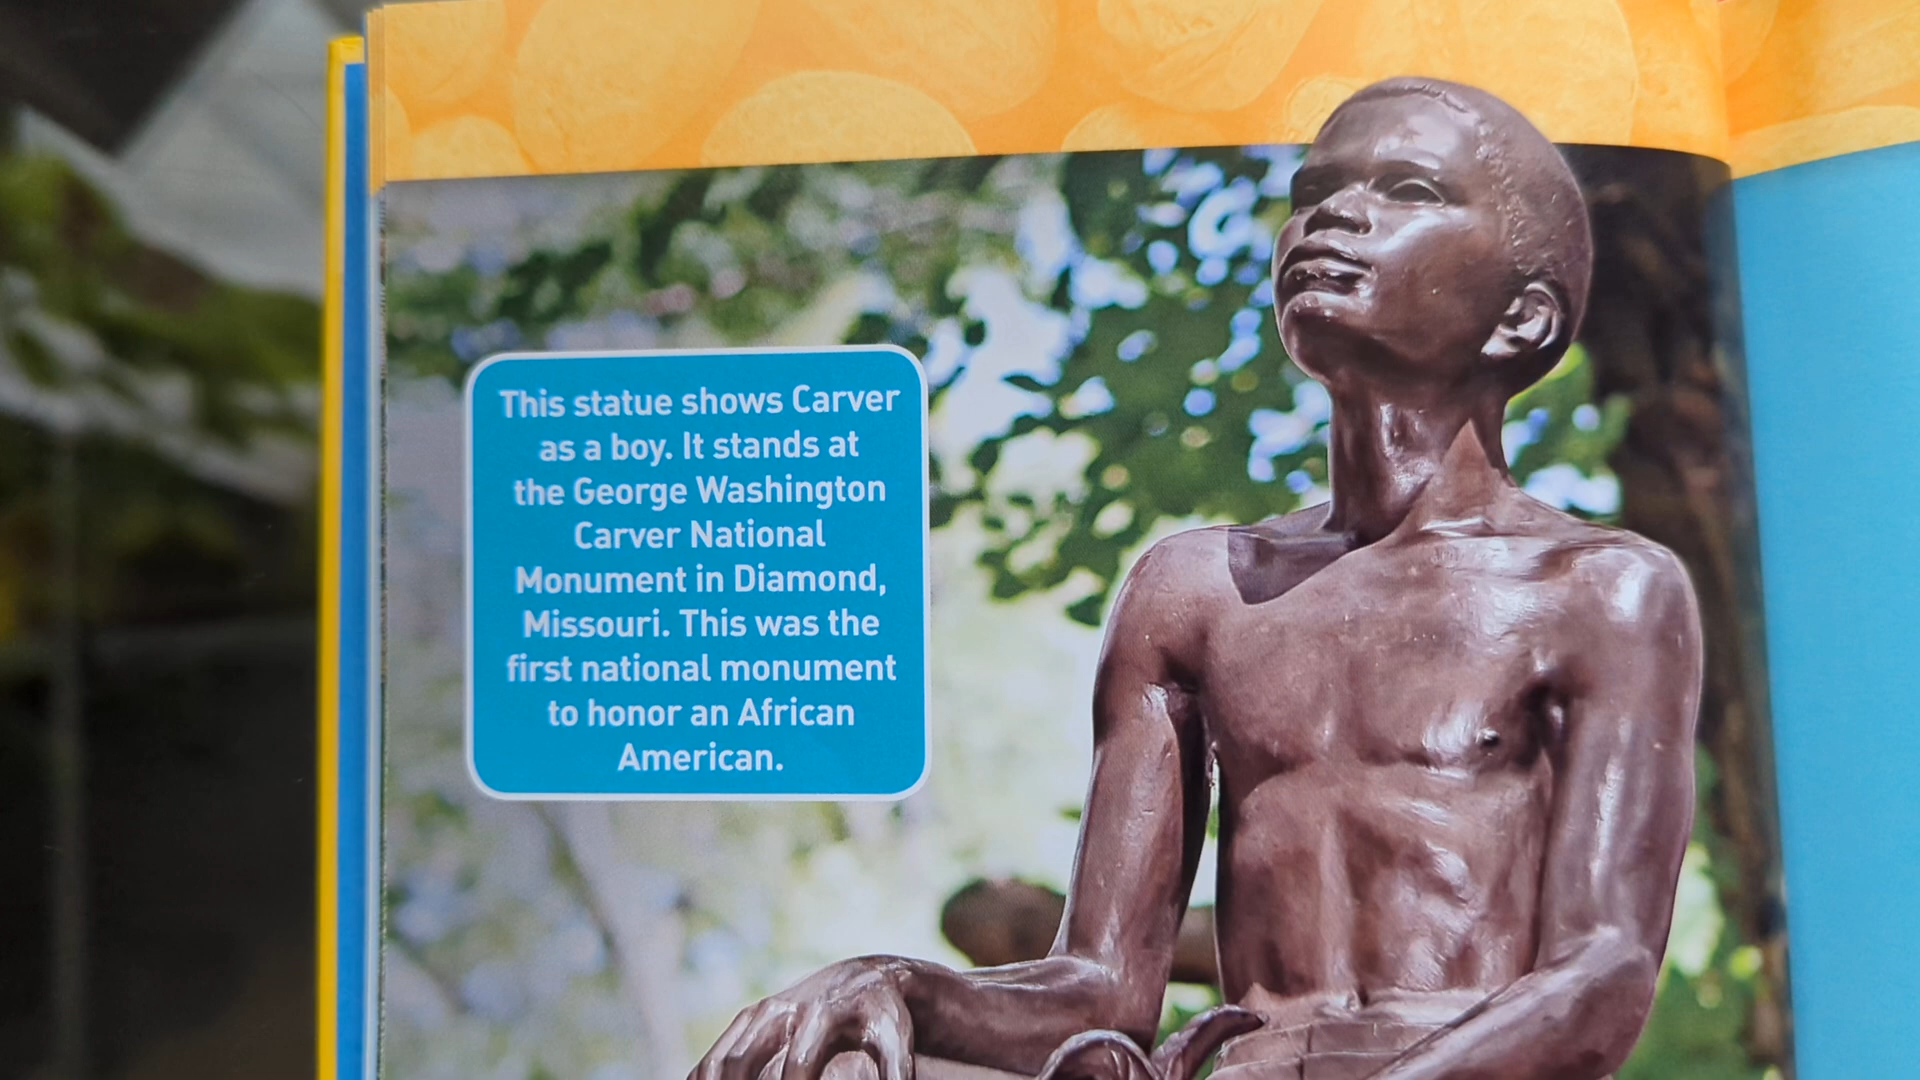 This statue shows Carver
as a boy. It stands at
the George Washington
Carver National
Monument in Diamond,
Missouri. This was the
first national monument
to honor an African
American.